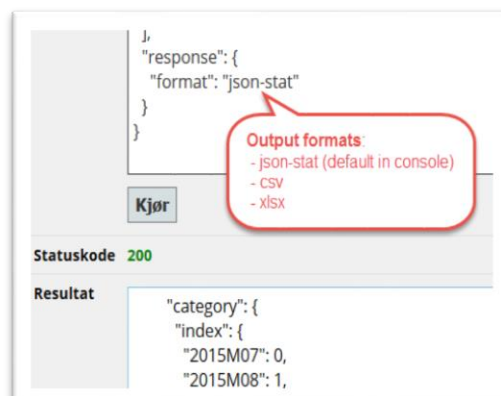 ],
"response": {
"format": "json-stat"
}
}
Output formats:
- json-stat (default in console)
- csv
- xlsx
Kjør
Statuskode 200
Resultat
"category": {
"index": {
"2015M07": 0,
"2015M08": 1,